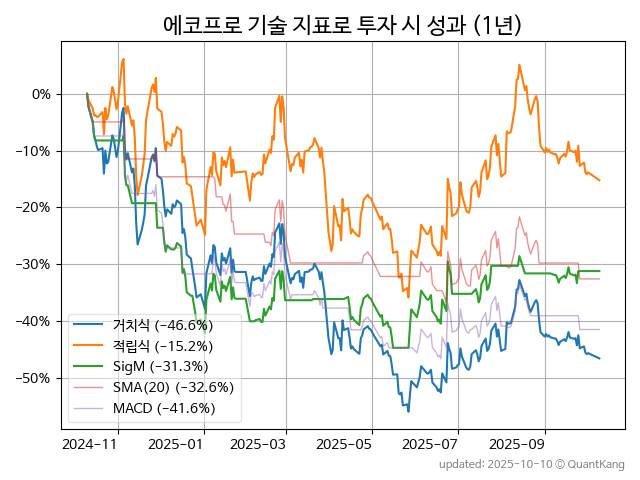 에코프로 기술 지표로 투자 시 성과 (1년)
0%
−10%
−20%
−30%
−40%
−50%
거치식 (−46.6%)
적립식 (−15.2%)
SigM (−31.3%)
SMA(20) (−32.6%)
MACD (−41.6%)
2024−11
2025−01
2025−03
2025−05
2025−07
2025−09
updated: 2025-10-10 © QuantKang